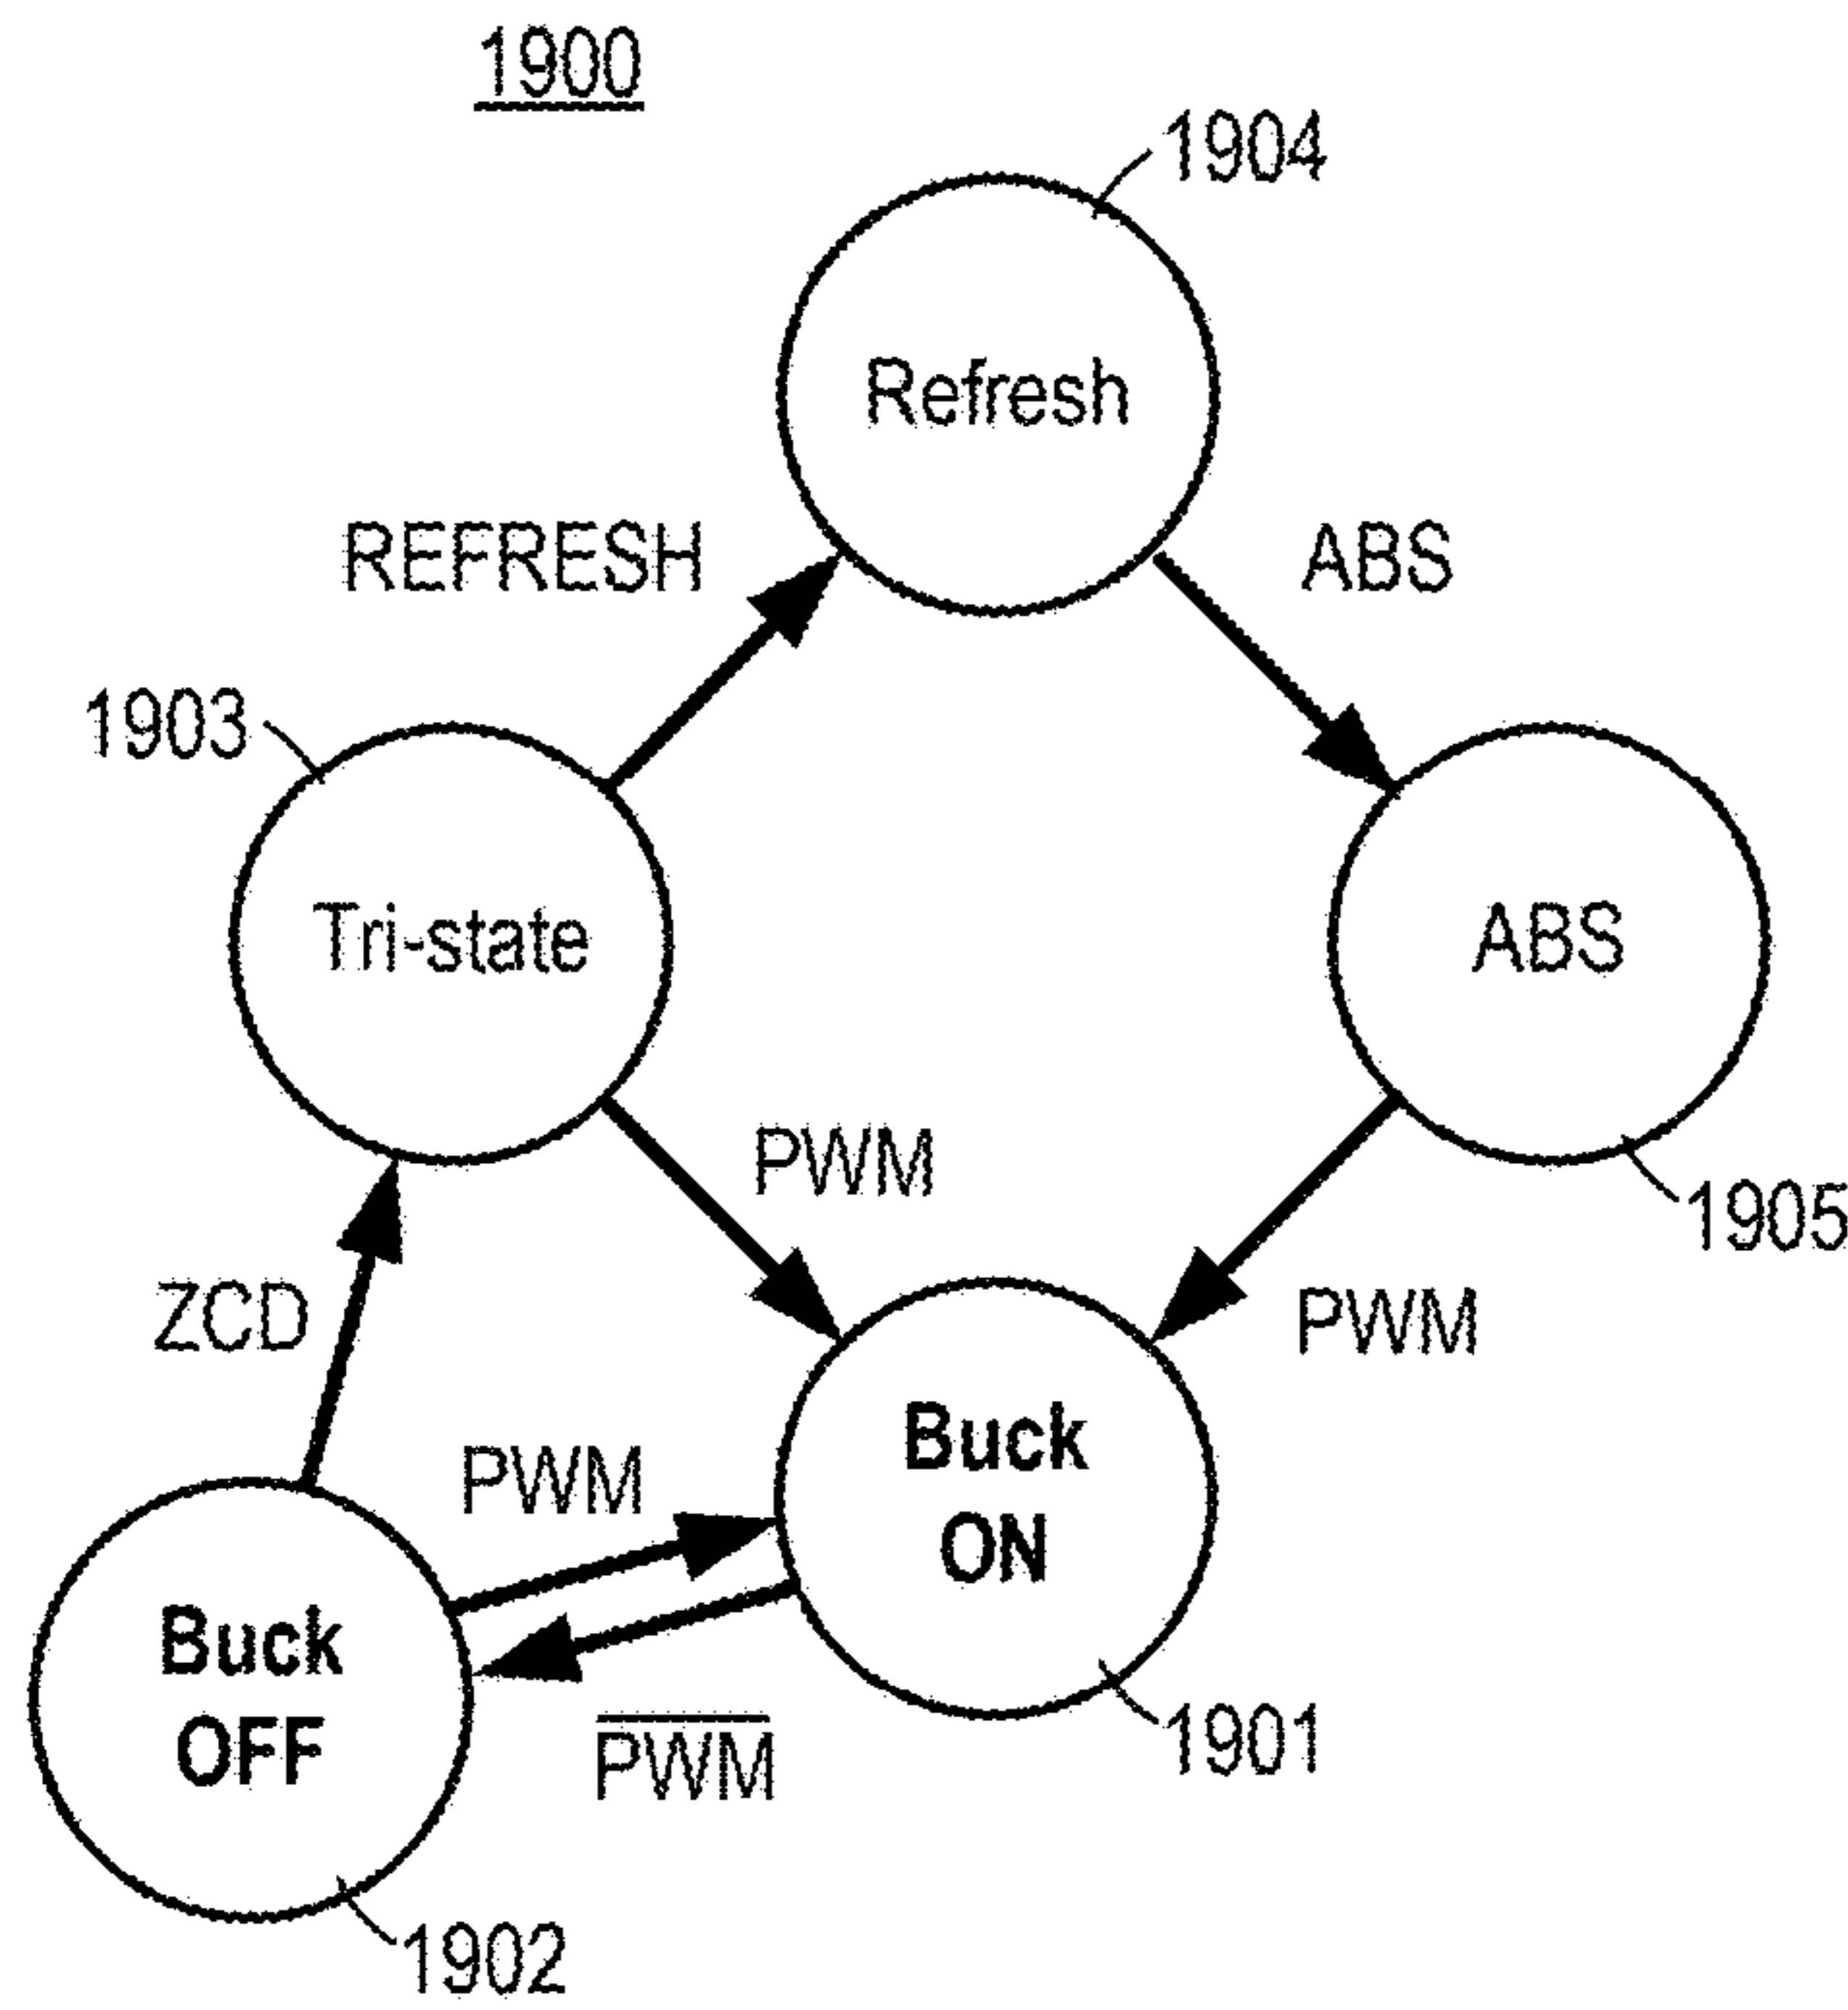 1900
1904
Refresh
REFRESH
ABS
1903
Tri-state
ABS
PWM
1905
ZCD
PWM
PWM
Buck
ON
Buck
OFF
P̅W̅M̅
1901
1902